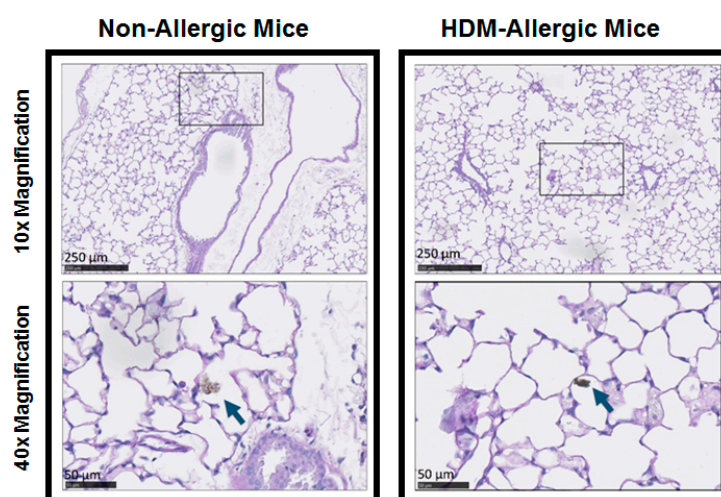 Non-Allergic Mice
HDM-Allergic Mice
10x Magnification
250 µm
250 µm
40x Magnification
50 µm
50 µm